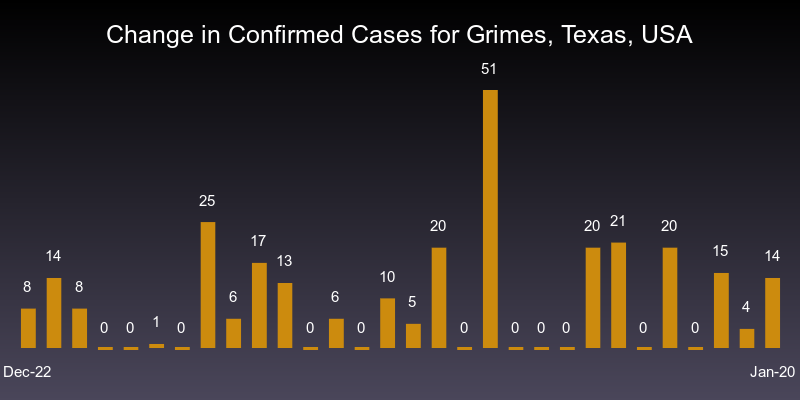 Change in Confirmed Cases for Grimes, Texas, USA
8 14 8 0 0 1 0 25 6 17 13 0 6 0 10 5 20 0 51 0 0 0 20 21 0 20 0 15 4 14
Dec-22 Jan-20